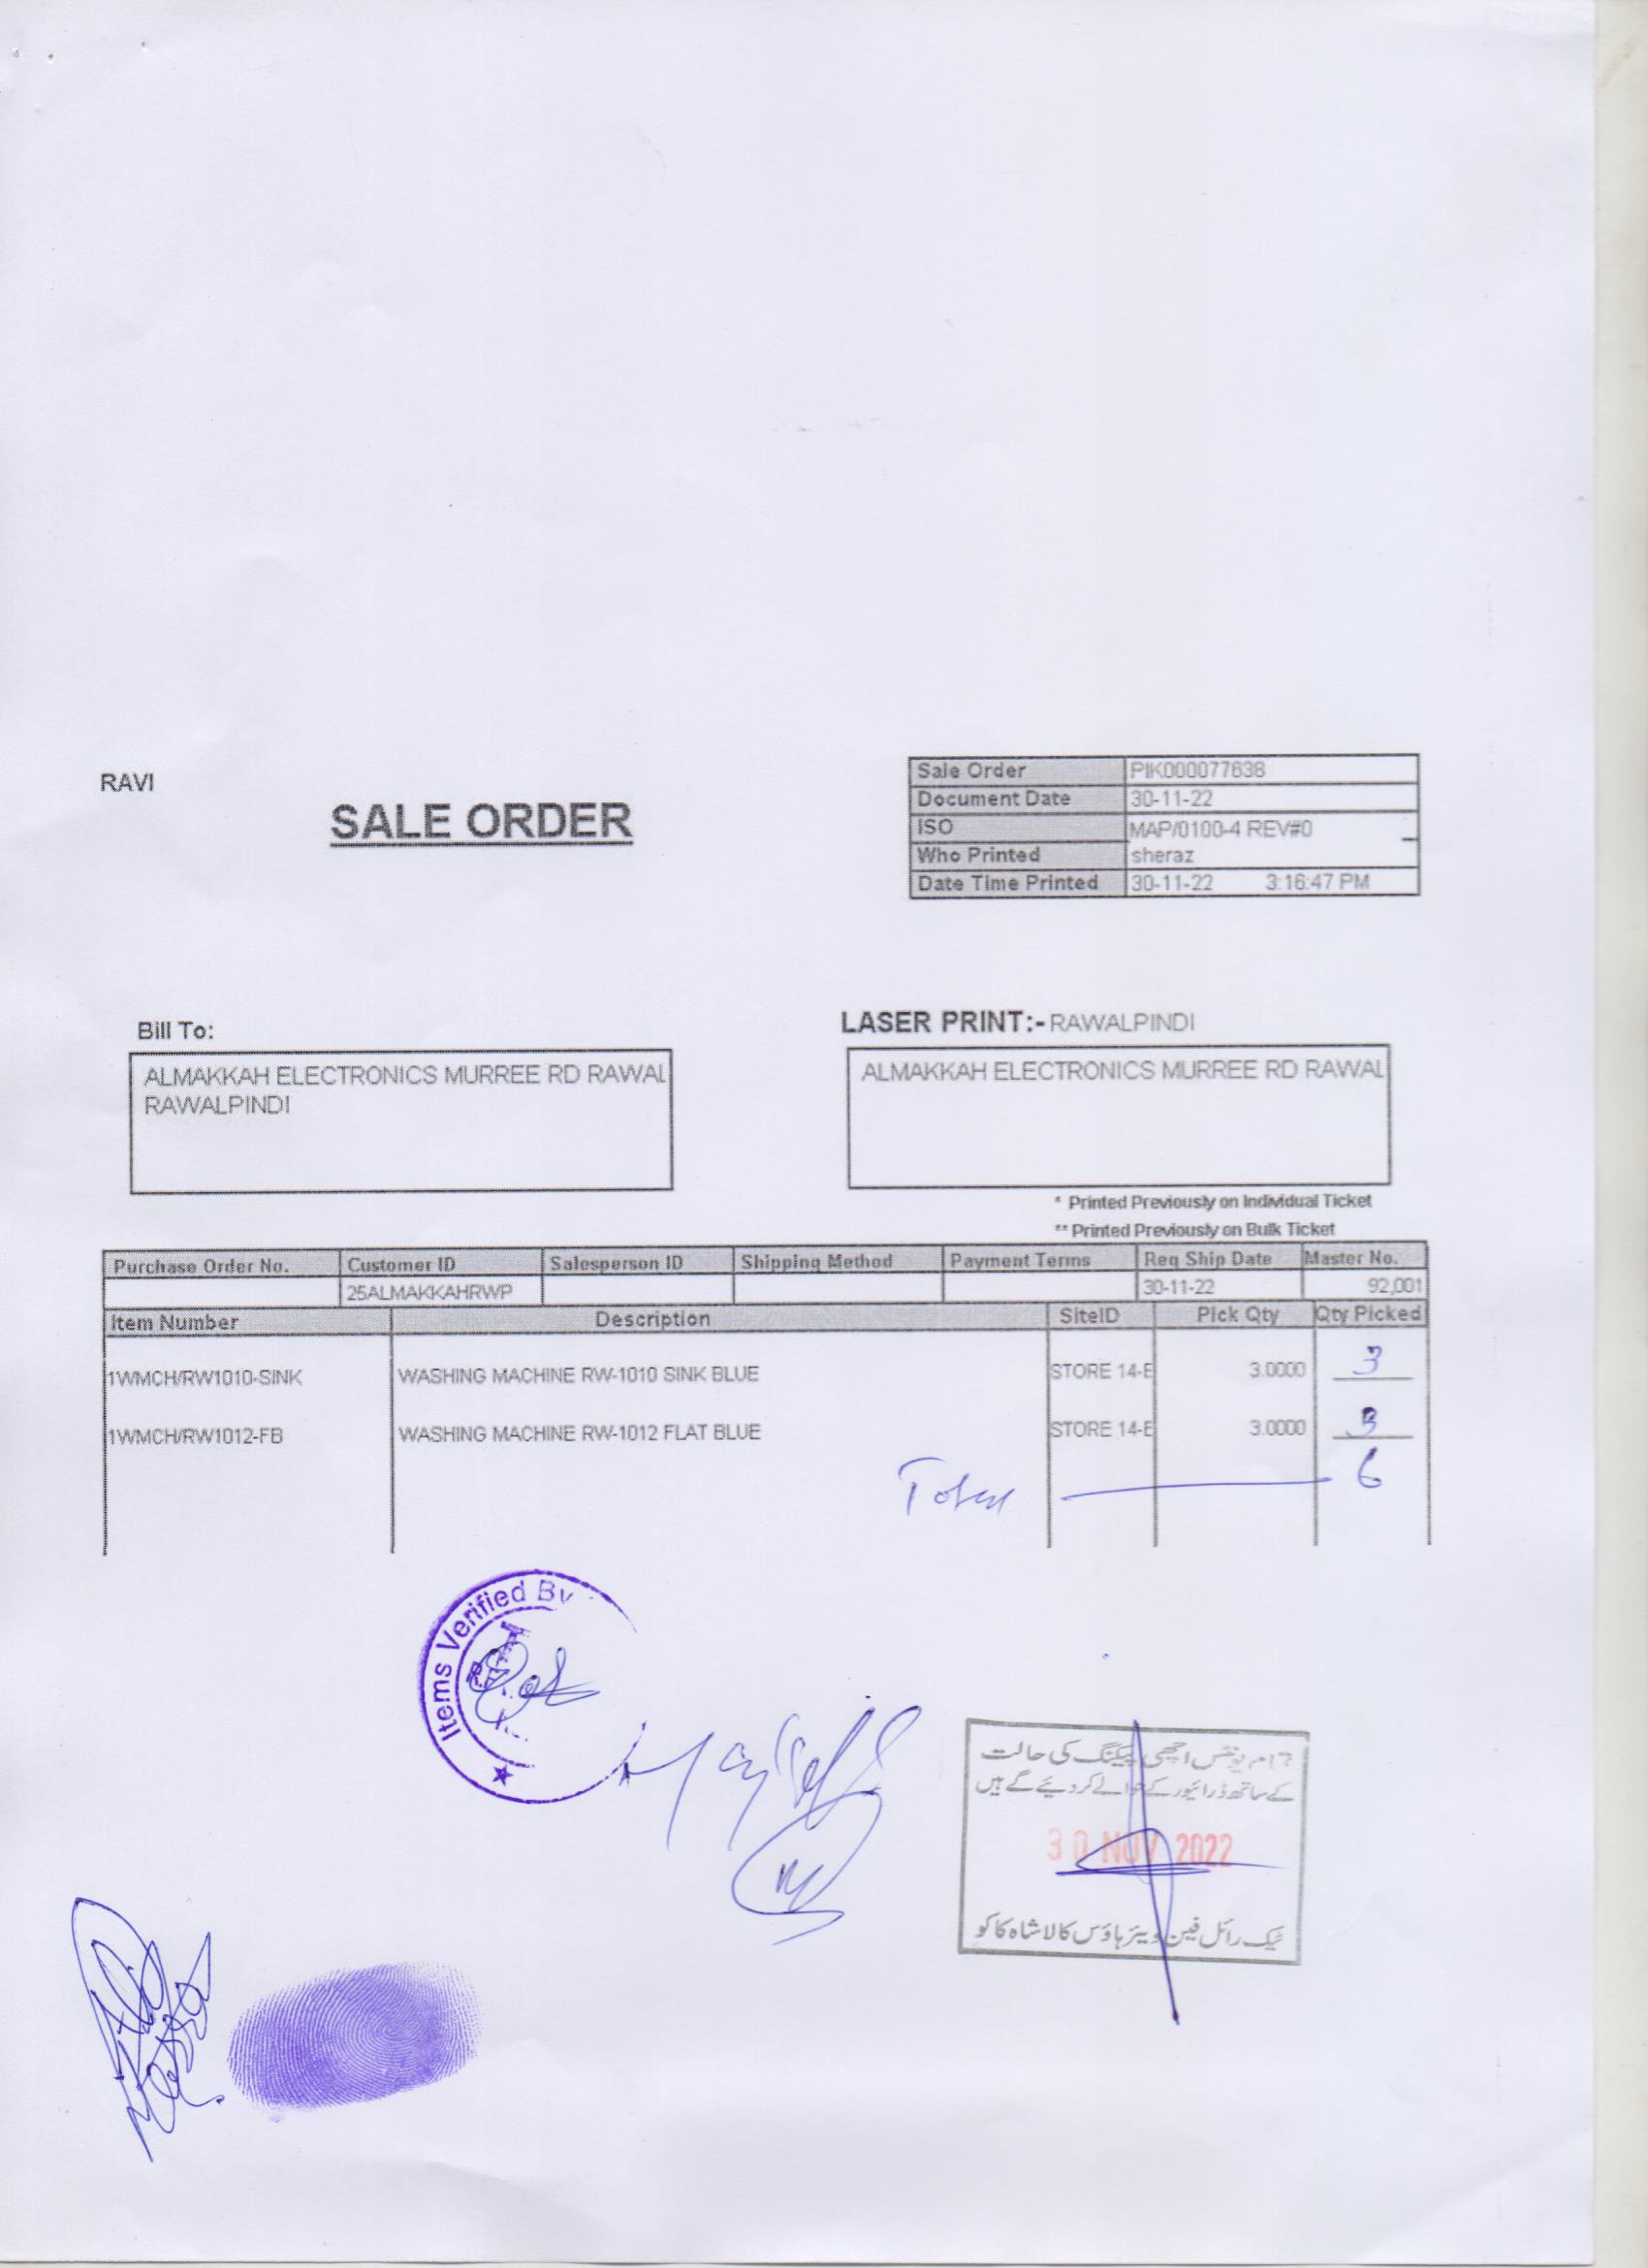 RAVI
SALE ORDER
Sale Order PIK000077638
Document Date 30-11-22
ISO MAP/0100-4 REV#0
Who Printed sheraz
Date Time Printed 30-11-22 3:16:47 PM
Bill To:
ALMAKKAH ELECTRONICS MURREE RD RAWAL
RAWALPINDI
LASER PRINT:- RAWALPINDI
ALMAKKAH ELECTRONICS MURREE RD RAWAL
* Printed Previously on Individual Ticket
** Printed Previously on Bulk Ticket
Purchase Order No. Customer ID Salesperson ID Shipping Method Payment Terms Req Ship Date Master No.
25ALMAKKAHRWP 30-11-22 92,001
Item Number Description SiteID Pick Qty Qty Picked
1WMCH/RW1010-SINK WASHING MACHINE RW-1010 SINK BLUE STORE 14-E 3.0000 3
1WMCH/RW1012-FB WASHING MACHINE RW-1012 FLAT BLUE STORE 14-E 3.0000 3
Total 6
Items Verified By
تمام یونٹس اچھی پیکنگ کی حالت
کے ساتھ ڈرائیور کے حوالے کر دئیے گے ہیں
30 NOV 2022
ٹیک رائل فین ویئر ہاؤس کالا شاہ کاکو